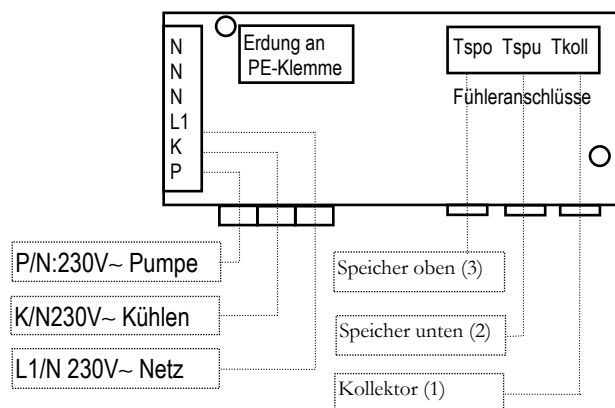 N
N
N
L1
K
P
Erdung an
PE-Klemme
Tspo Tspu Tkoll
Fühleranschlüsse
P/N:230V~ Pumpe
K/N230V~ Kühlen
L1/N 230V~ Netz
Speicher oben (3)
Speicher unten (2)
Kollektor (1)